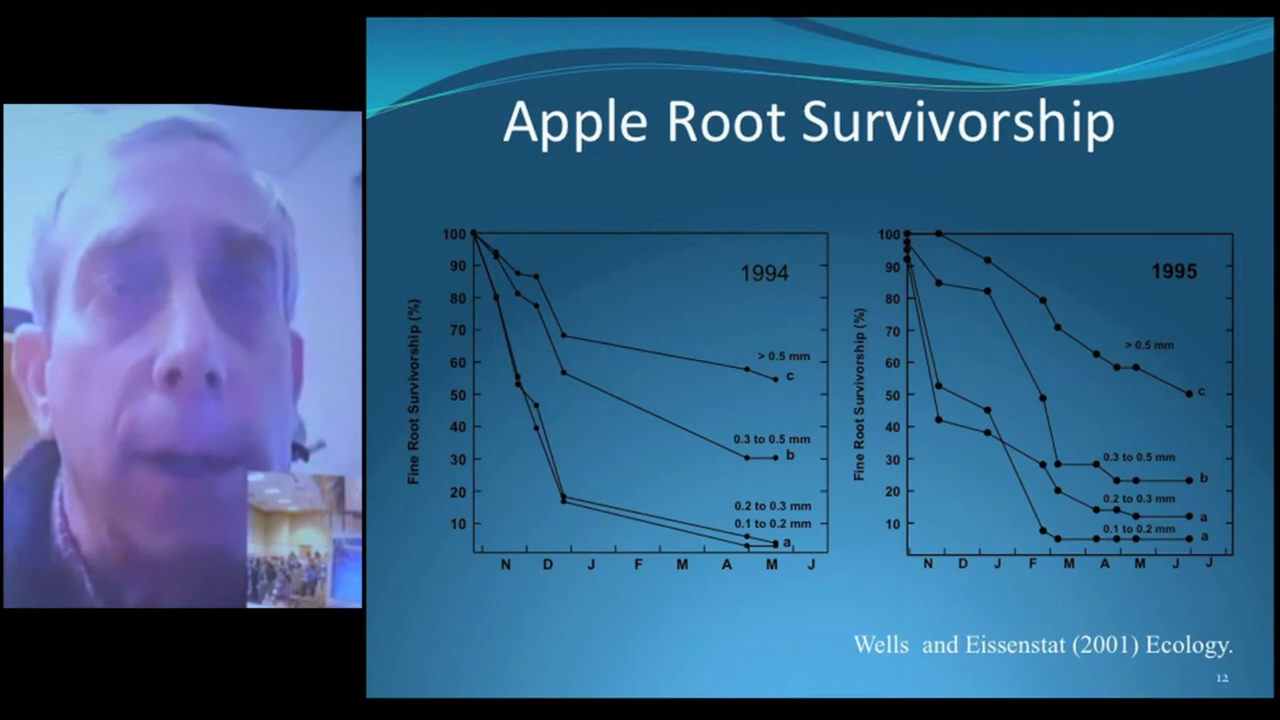 Apple Root Survivorship
Fine Root Survivorship (%)
100
90
80
70
60
50
40
30
20
10
1994
> 0.5 mm
c
0.3 to 0.5 mm
b
0.2 to 0.3 mm
0.1 to 0.2 mm
a
N D J F M A M J
Fine Root Survivorship (%)
100
90
80
70
60
50
40
30
20
10
1995
> 0.5 mm
c
0.3 to 0.5 mm
b
0.2 to 0.3 mm
a
0.1 to 0.2 mm
a
N D J F M A M J J
Wells and Eissenstat (2001) Ecology.
12